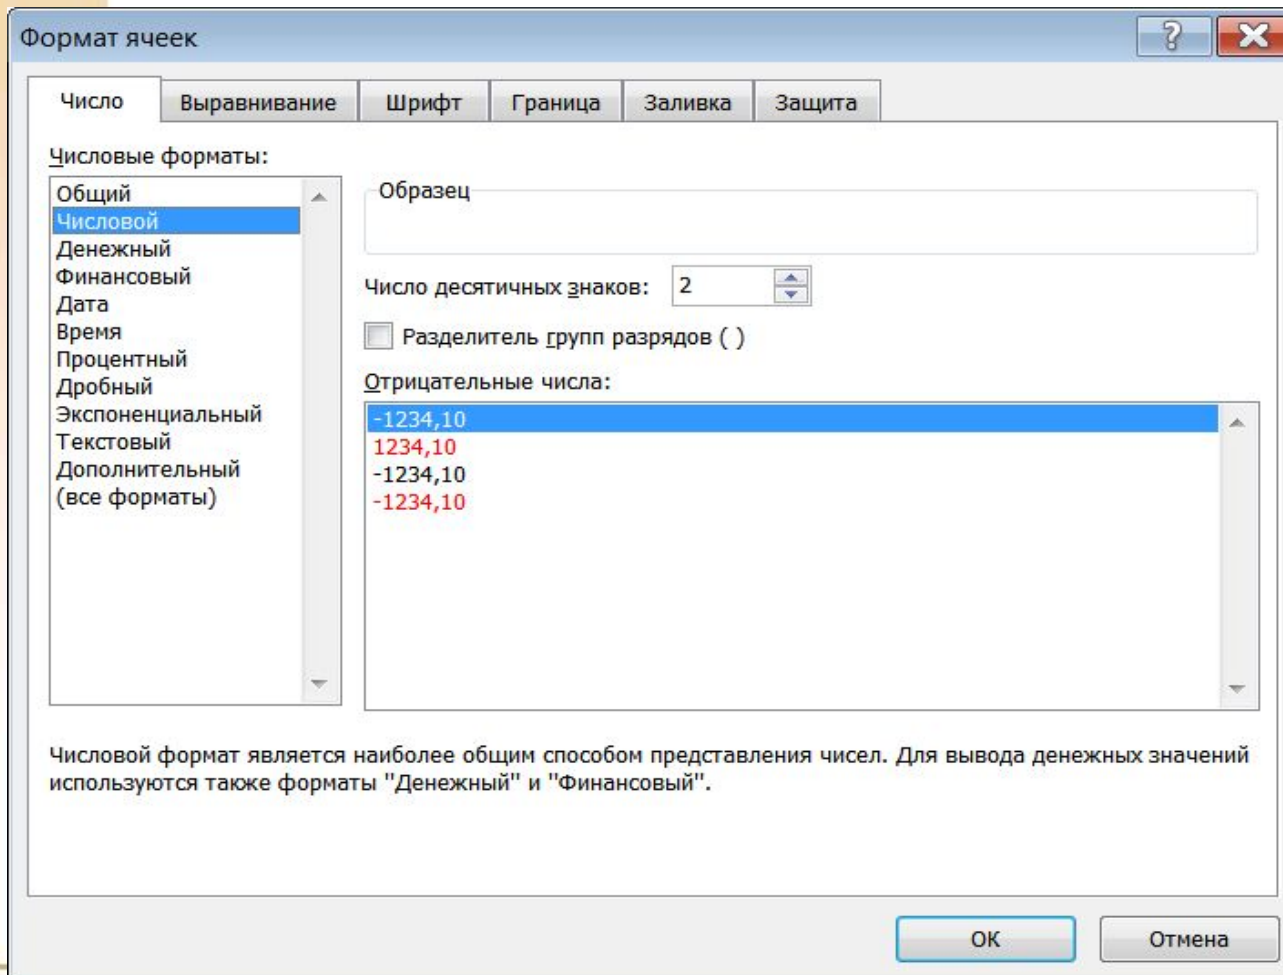 Формат ячеек
Число
Выравнивание
Шрифт
Граница
Заливка
Защита
Числовые форматы:
Общий
Числовой
Денежный
Финансовый
Дата
Время
Процентный
Дробный
Экспоненциальный
Текстовый
Дополнительный
(все форматы)
Образец
Число десятичных знаков: 2
Разделитель групп разрядов ( )
Отрицательные числа:
-1234,10
1234,10
-1234,10
-1234,10
Числовой формат является наиболее общим способом представления чисел. Для вывода денежных значений
используются также форматы "Денежный" и "Финансовый".
ОК
Отмена